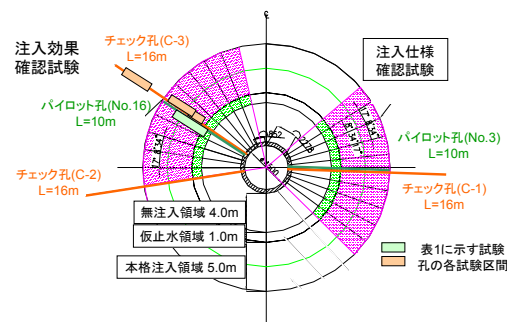 ℄
チェック孔(C-3)
L=16m
注入効果
確認試験
注入仕様
確認試験
パイロット孔(No.16)
L=10m
パイロット孔(No.3)
L=10m
チェック孔(C-2)
L=16m
チェック孔(C-1)
L=16m
無注入領域 4.0m
仮止水領域 1.0m
本格注入領域 5.0m
表1に示す試験
孔の各試験区間